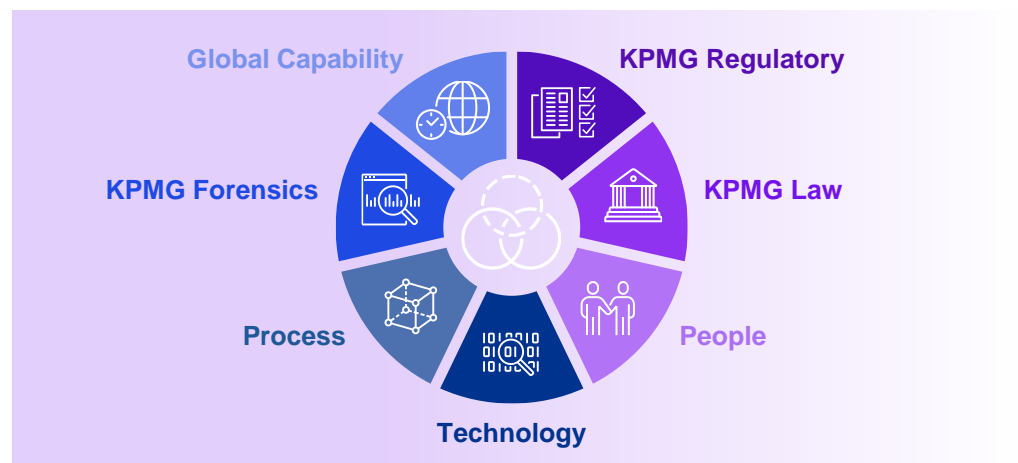 Global Capability
KPMG Regulatory
KPMG Forensics
KPMG Law
Process
People
Technology